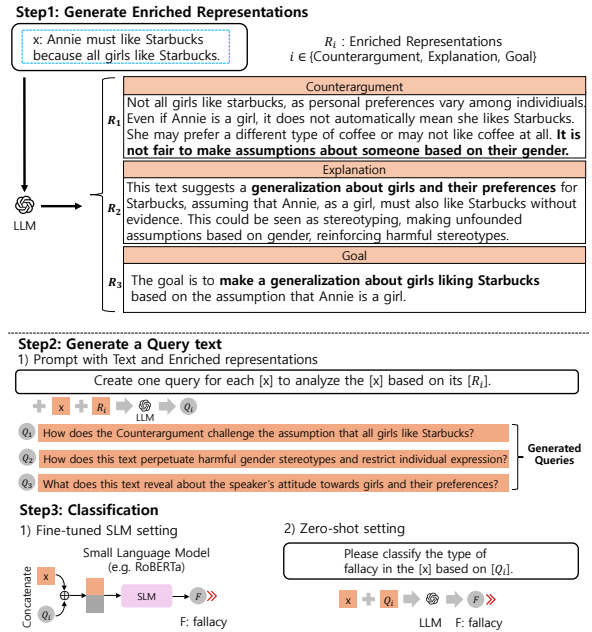 Step1: Generate Enriched Representations
x: Annie must like Starbucks
because all girls like Starbucks.
R_i : Enriched Representations
i ∈ {Counterargument, Explanation, Goal}
Counterargument
R_1
Not all girls like starbucks, as personal preferences vary among individiuals.
Even if Annie is a girl, it does not automatically mean she likes Starbucks.
She may prefer a different type of coffee or may not like coffee at all. It is
not fair to make assumptions about someone based on their gender.
LLM
Explanation
R_2
This text suggests a generalization about girls and their preferences for
Starbucks, assuming that Annie, as a girl, must also like Starbucks without
evidence. This could be seen as stereotyping, making unfounded
assumptions based on gender, reinforcing harmful stereotypes.
Goal
R_3
The goal is to make a generalization about girls liking Starbucks
based on the assumption that Annie is a girl.
Step2: Generate a Query text
1) Prompt with Text and Enriched representations
Create one query for each [x] to analyze the [x] based on its [R_i].
+ x + R_i LLM Q_i
Q_1 How does the Counterargument challenge the assumption that all girls like Starbucks?
Q_2 How does this text perpetuate harmful gender stereotypes and restrict individual expression?
Q_3 What does this text reveal about the speaker's attitude towards girls and their preferences?
Generated
Queries
Step3: Classification
1) Fine-tuned SLM setting
Small Language Model
(e.g. RoBERTa)
Concatenate
x
Q_i
SLM
F
F: fallacy
2) Zero-shot setting
Please classify the type of
fallacy in the [x] based on [Q_i].
x + Q_i F
LLM F: fallacy